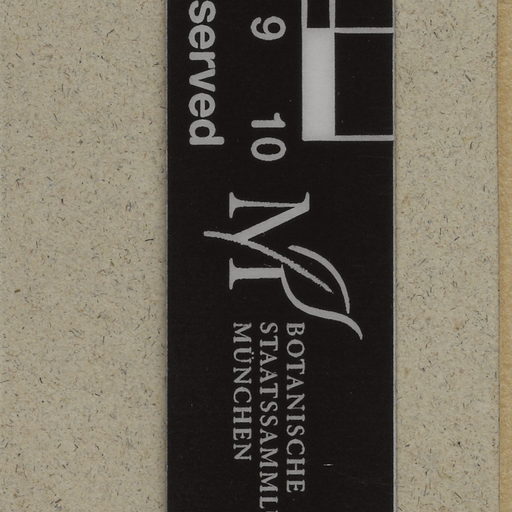 served
9 10
BOTANISCHE
STAATSSAMML
MÜNCHEN